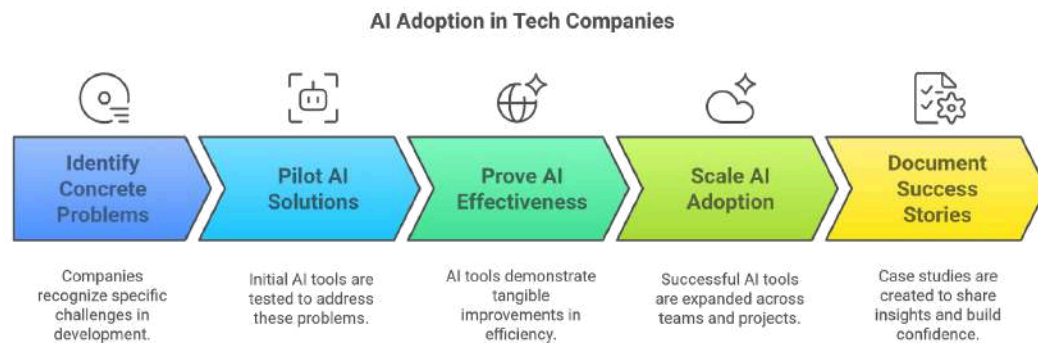 AI Adoption in Tech Companies
Identify
Concrete
Problems
Pilot AI
Solutions
Prove AI
Effectiveness
Scale AI
Adoption
Document
Success
Stories
Companies
recognize specific
challenges in
development.
Initial AI tools are
tested to address
these problems.
AI tools demonstrate
tangible
improvements in
efficiency.
Successful AI tools
are expanded across
teams and projects.
Case studies are
created to share
insights and build
confidence.